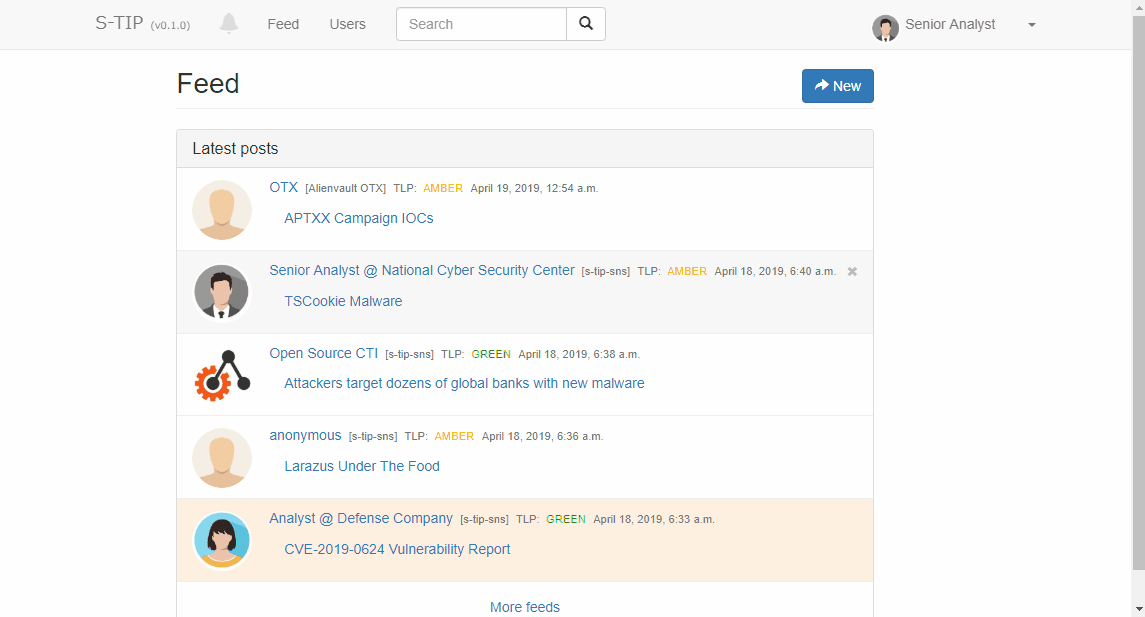 S-TIP (v0.1.0) Feed Users Search Senior Analyst
Feed
New
Latest posts
OTX [Alienvault OTX] TLP: AMBER April 19, 2019, 12:54 a.m.
APTXX Campaign IOCs
Senior Analyst @ National Cyber Security Center [s-tip-sns] TLP: AMBER April 18, 2019, 6:40 a.m.
TSCookie Malware
Open Source CTI [s-tip-sns] TLP: GREEN April 18, 2019, 6:38 a.m.
Attackers target dozens of global banks with new malware
anonymous [s-tip-sns] TLP: AMBER April 18, 2019, 6:36 a.m.
Larazus Under The Food
Analyst @ Defense Company [s-tip-sns] TLP: GREEN April 18, 2019, 6:33 a.m.
CVE-2019-0624 Vulnerability Report
More feeds